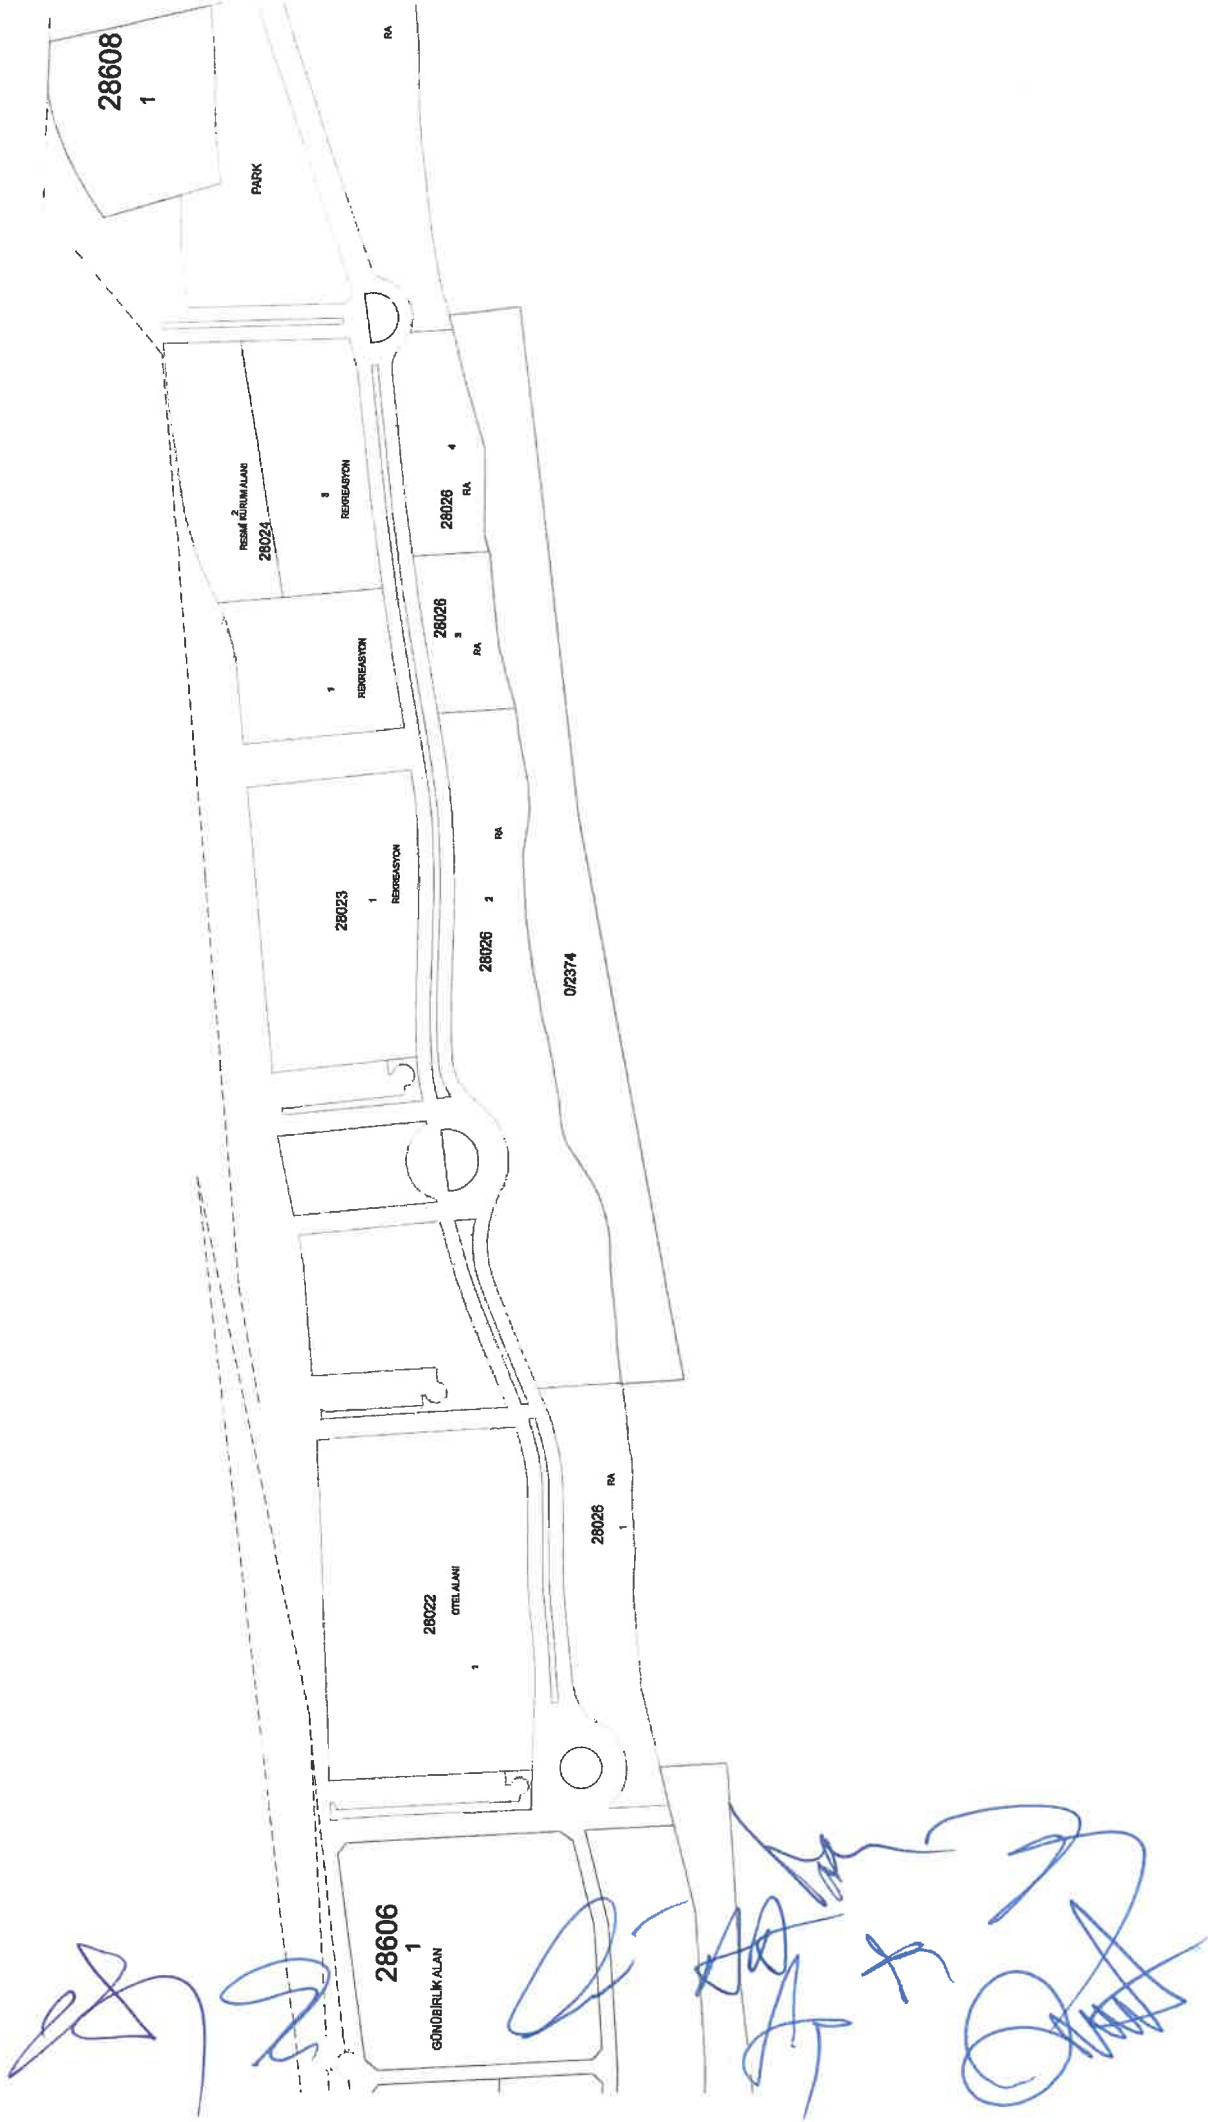 28608
1
PARK
RA
2
RESMİ KURUM ALANI
28024
3
REKREASYON
4
28026
RA
1
REKREASYON
28026
3
RA
28023
1
REKREASYON
RA
28026
2
0/2374
28022
OTEL ALANI
1
28026
RA
1
28606
1
GÜNÜBİRLİK ALAN